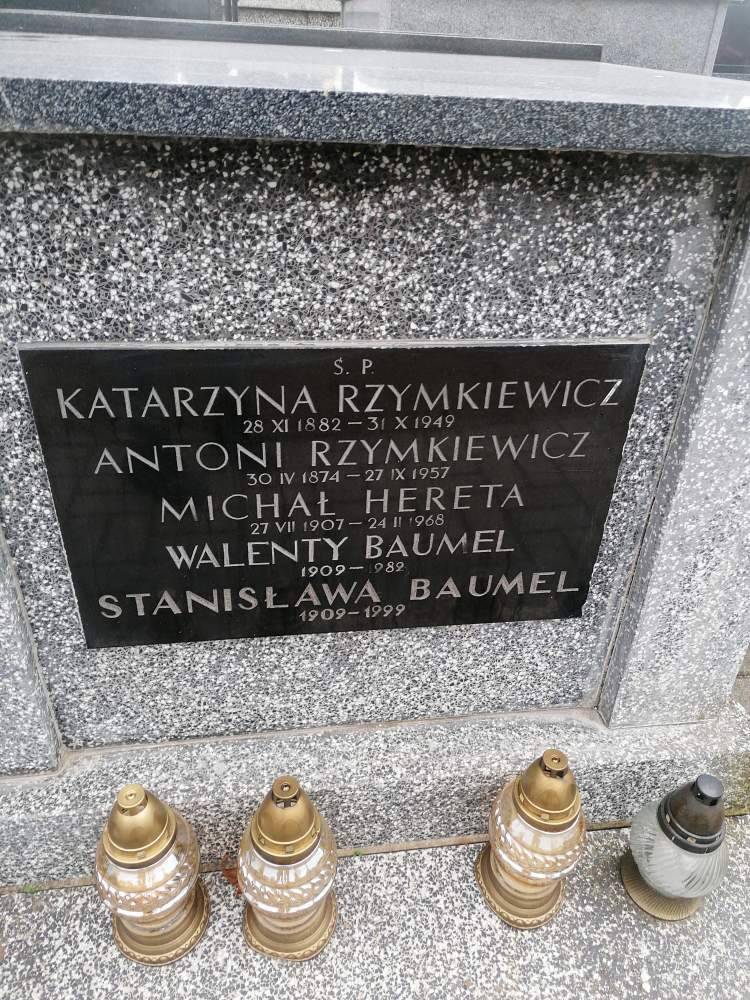 Ś. P.
KATARZYNA RZYMKIEWICZ
28 XI 1882 – 31 X 1949
ANTONI RZYMKIEWICZ
30 IV 1874 – 27 IX 1957
MICHAŁ HERETA
27 VII 1907 – 24 II 1968
WALENTY BAUMEL
1909 – 1982
STANISŁAWA BAUMEL
1909 – 1999